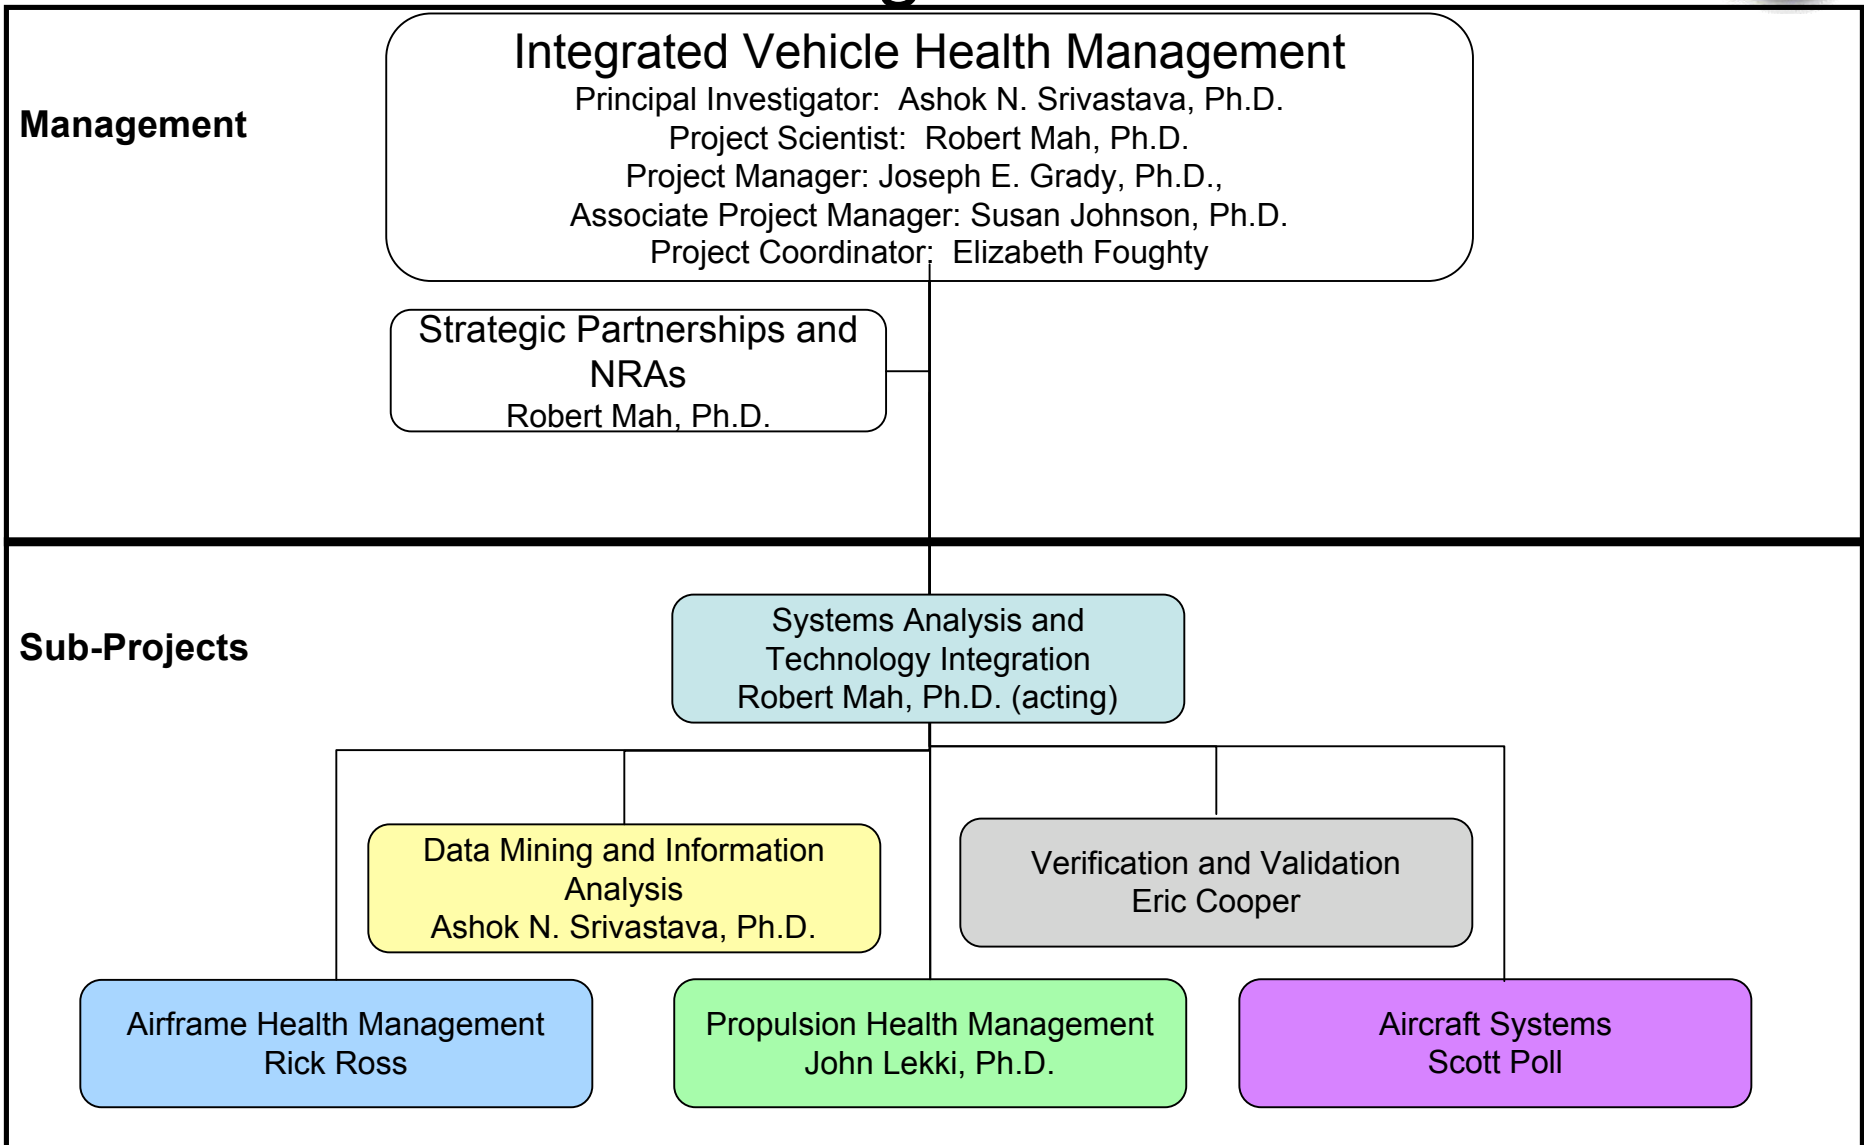 Integrated Vehicle Health Management
Principal Investigator:  Ashok N. Srivastava, Ph.D.
Project Scientist:  Robert Mah, Ph.D.
Project Manager: Joseph E. Grady, Ph.D.,
Associate Project Manager: Susan Johnson, Ph.D.
Project Coordinator:  Elizabeth Foughty
Management
Strategic Partnerships and
NRAs
Robert Mah, Ph.D.
Sub-Projects
Systems Analysis and
Technology Integration
Robert Mah, Ph.D. (acting)
Data Mining and Information
Analysis
Ashok N. Srivastava, Ph.D.
Verification and Validation
Eric Cooper
Airframe Health Management
Rick Ross
Propulsion Health Management
John Lekki, Ph.D.
Aircraft Systems
Scott Poll